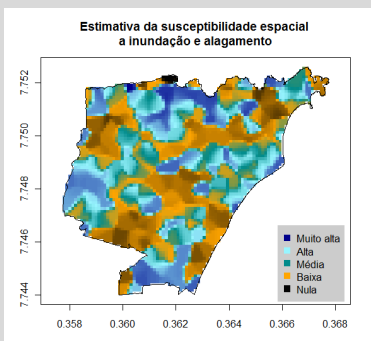 Estimativa da susceptibilidade espacial
a inundação e alagamento
7.752
7.750
7.748
7.746
7.744
Muito alta
Alta
Média
Baixa
Nula
0.358 0.360 0.362 0.364 0.366 0.368